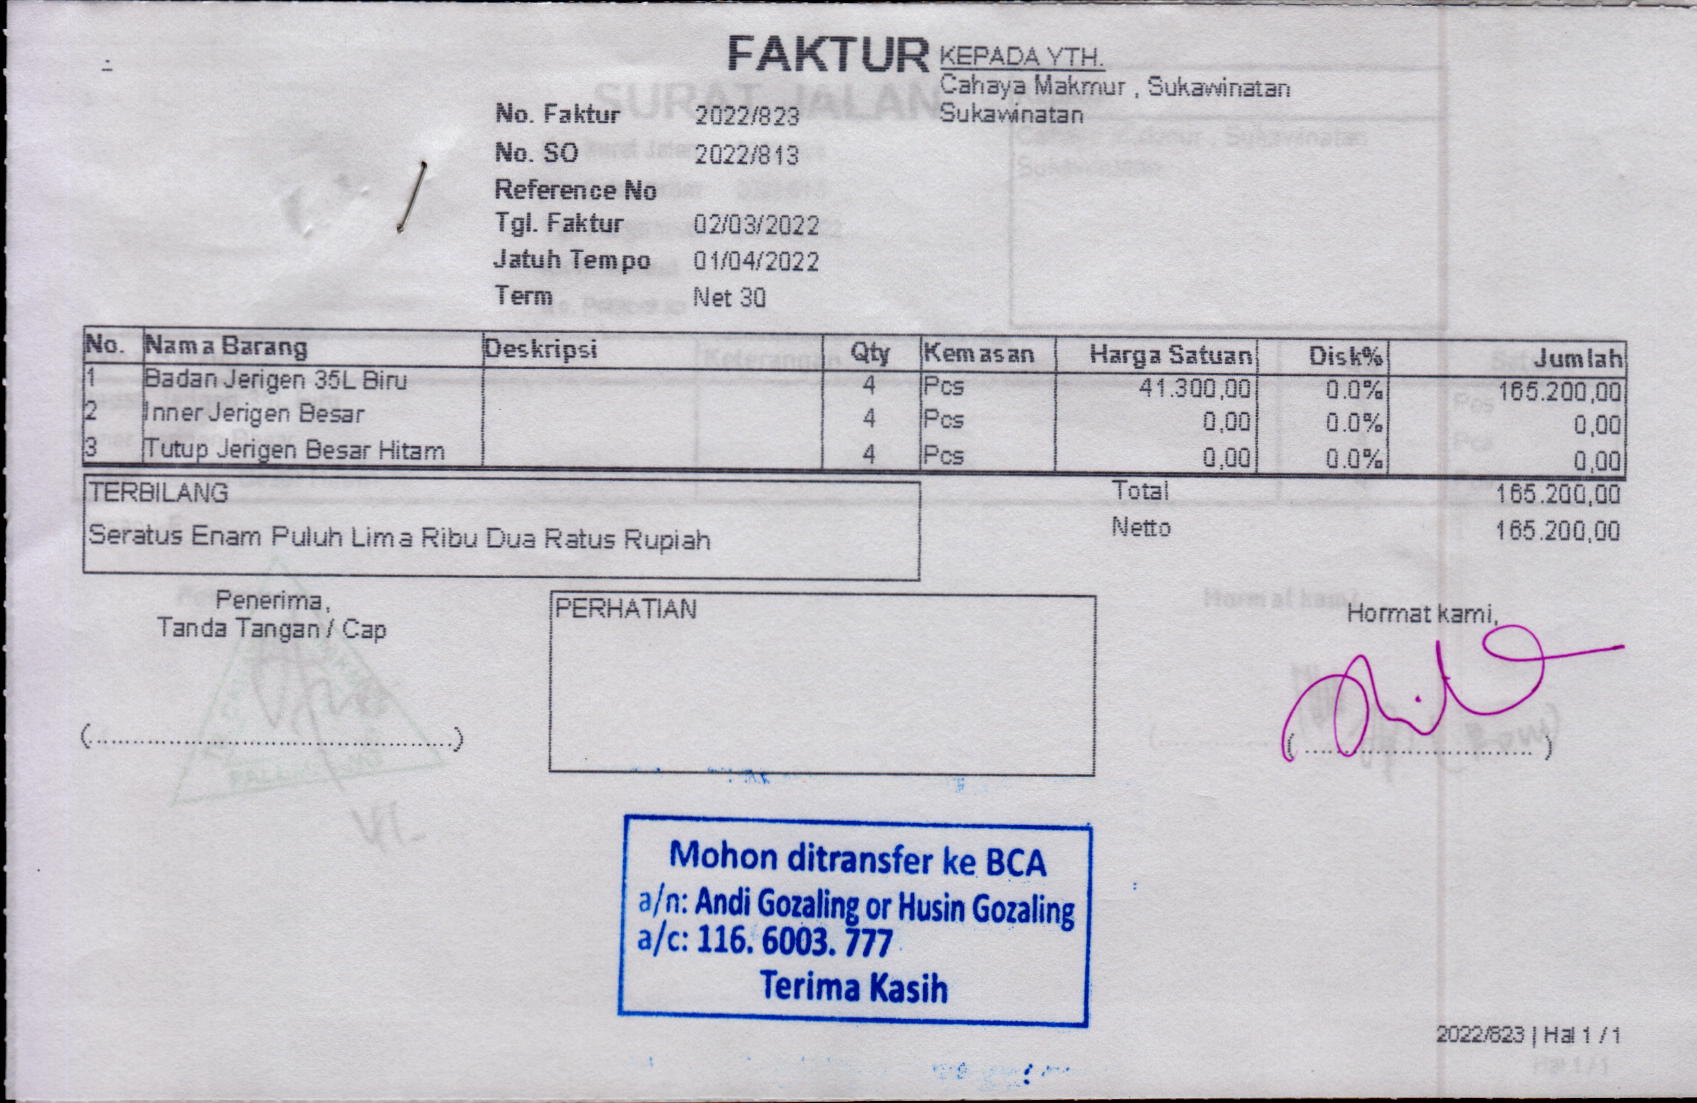 FAKTUR
KEPADA YTH.
Cahaya Makmur , Sukawinatan
Sukawinatan
No. Faktur 2022/823
No. SO 2022/813
Reference No
Tgl. Faktur 02/03/2022
Jatuh Tempo 01/04/2022
Term Net 30
No. Nama Barang Deskripsi Qty Kemasan Harga Satuan Disk% Jumlah
1 Badan Jerigen 35L Biru 4 Pcs 41.300,00 0.0% 165.200,00
2 Inner Jerigen Besar 4 Pcs 0,00 0.0% 0,00
3 Tutup Jerigen Besar Hitam 4 Pcs 0,00 0.0% 0,00
TERBILANG
Seratus Enam Puluh Lima Ribu Dua Ratus Rupiah
Total 165.200,00
Netto 165.200,00
Penerima,
Tanda Tangan / Cap
(..............................................)
PERHATIAN
Hormat kami,
( ............................ )
Mohon ditransfer ke BCA
a/n: Andi Gozaling or Husin Gozaling
a/c: 116. 6003. 777
Terima Kasih
2022/823 | Hal 1 / 1